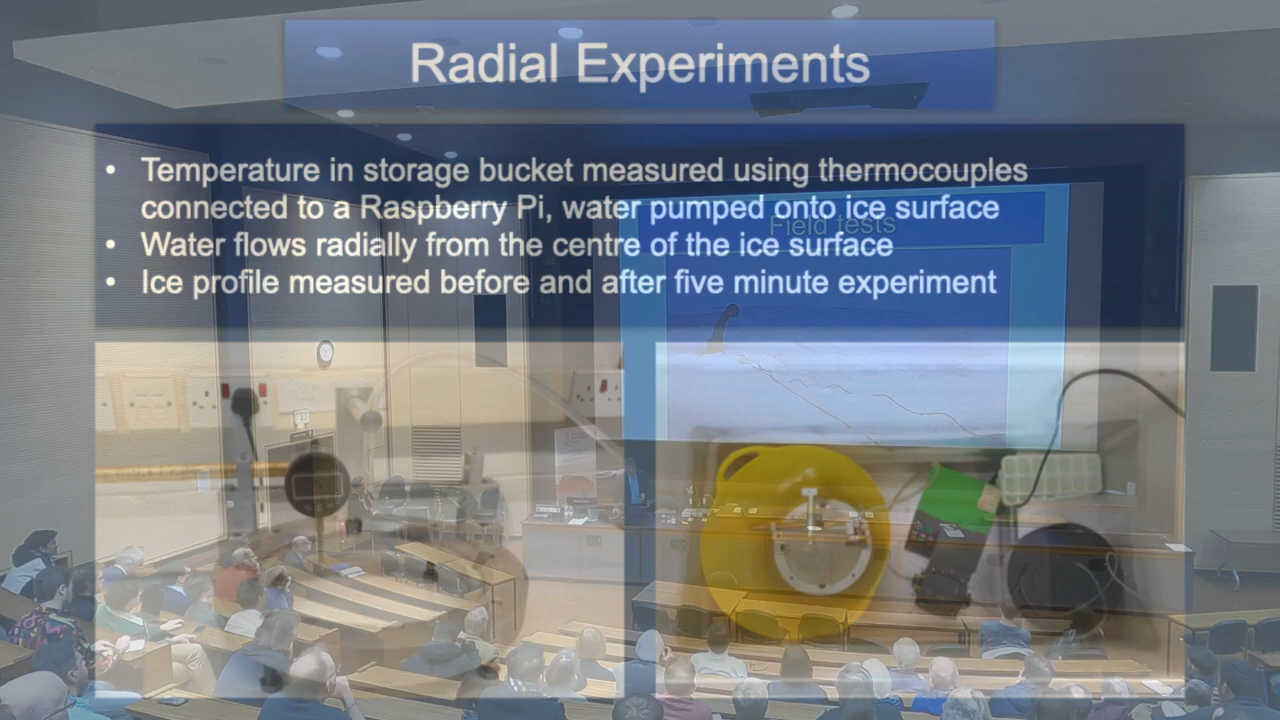 Radial Experiments
• Temperature in storage bucket measured using thermocouples
connected to a Raspberry Pi, water pumped onto ice surface
Field tests
• Water flows radially from the centre of the ice surface
• Ice profile measured before and after five minute experiment